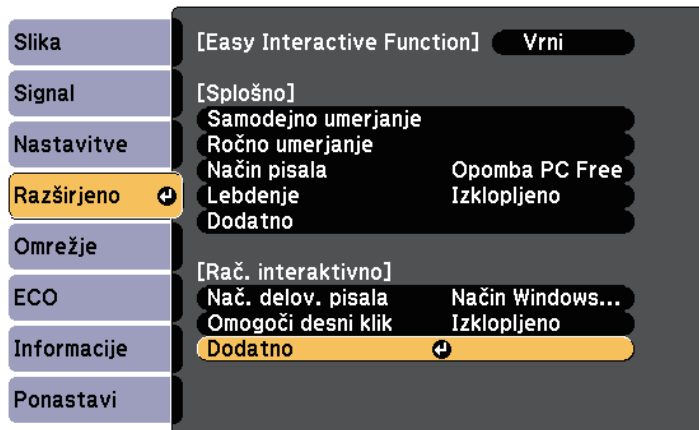 Slika
Signal
Nastavitve
Razširjeno
Omrežje
ECO
Informacije
Ponastavi
[Easy Interactive Function] Vrni
[Splošno]
Samodejno umerjanje
Ročno umerjanje
Način pisala Opomba PC Free
Lebdenje Izklopljeno
Dodatno
[Rač. interaktivno]
Nač. delov. pisala Način Windows...
Omogoči desni klik Izklopljeno
Dodatno